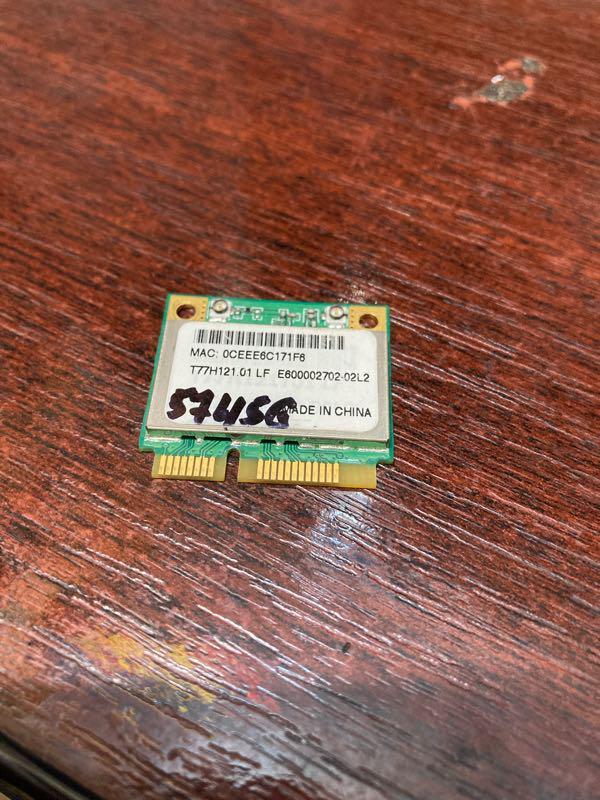 MAC: 0CEEE6C171F6
T77H121.01 LF E600002702-02L2
5745G MADE IN CHINA